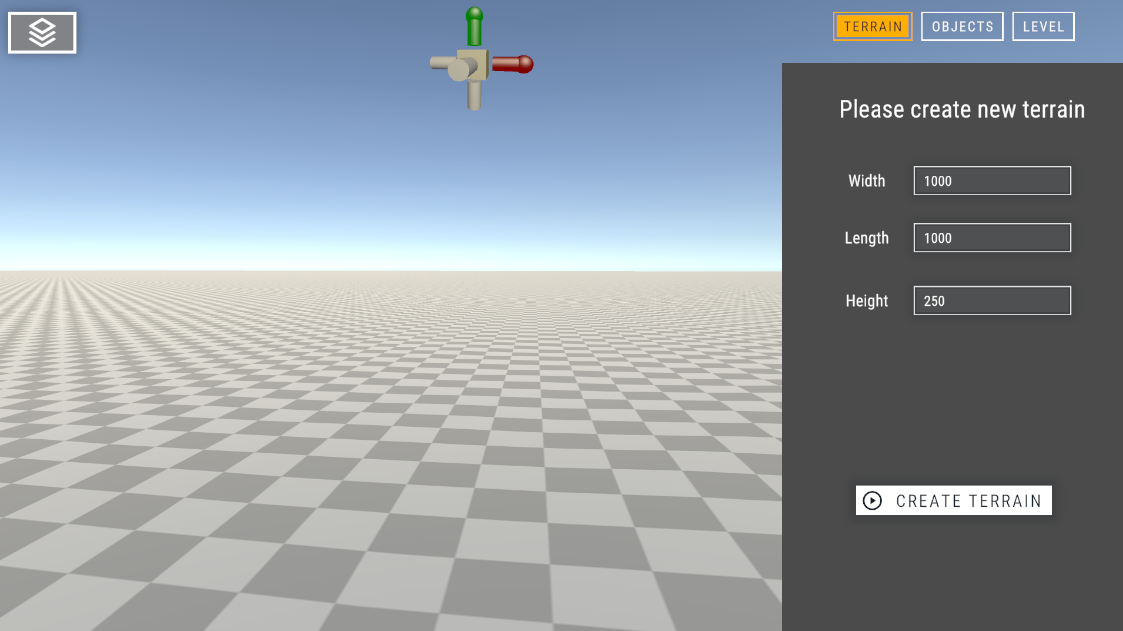 TERRAIN OBJECTS LEVEL
Please create new terrain
Width 1000
Length 1000
Height 250
CREATE TERRAIN